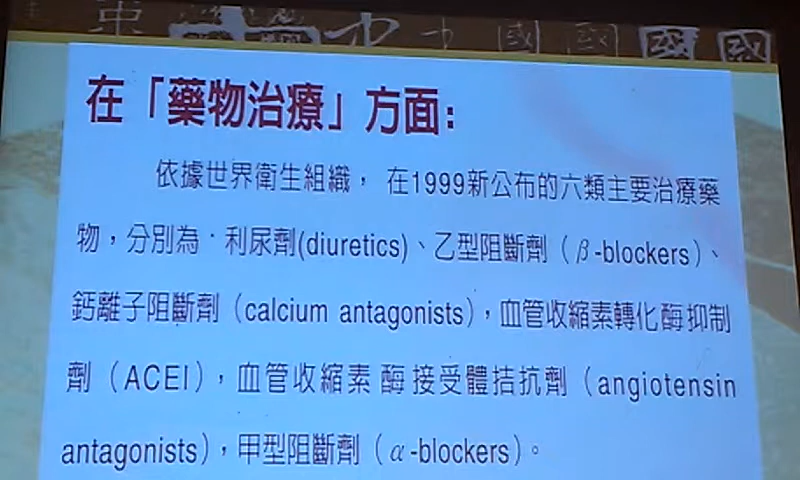 在「藥物治療」方面:
依據世界衛生組織，在1999新公布的六類主要治療藥
物，分別為˙利尿劑(diuretics)、乙型阻斷劑（β-blockers）、
鈣離子阻斷劑（calcium antagonists），血管收縮素轉化酶抑制
劑（ACEI），血管收縮素 酶 接受體拮抗劑（angiotensin
antagonists），甲型阻斷劑（α-blockers）。